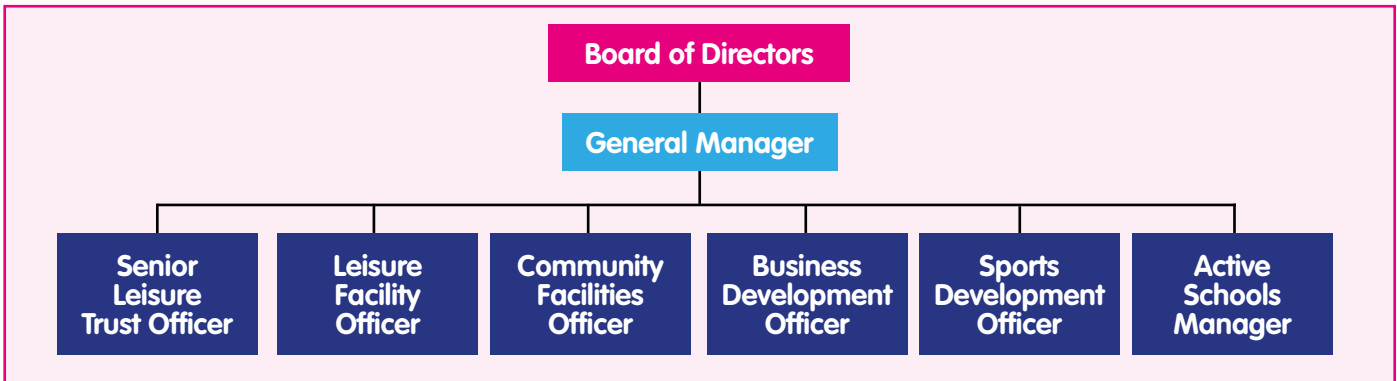 Board of Directors
General Manager
Senior
Leisure
Trust Officer
Leisure
Facility
Officer
Community
Facilities
Officer
Business
Development
Officer
Sports
Development
Officer
Active
Schools
Manager